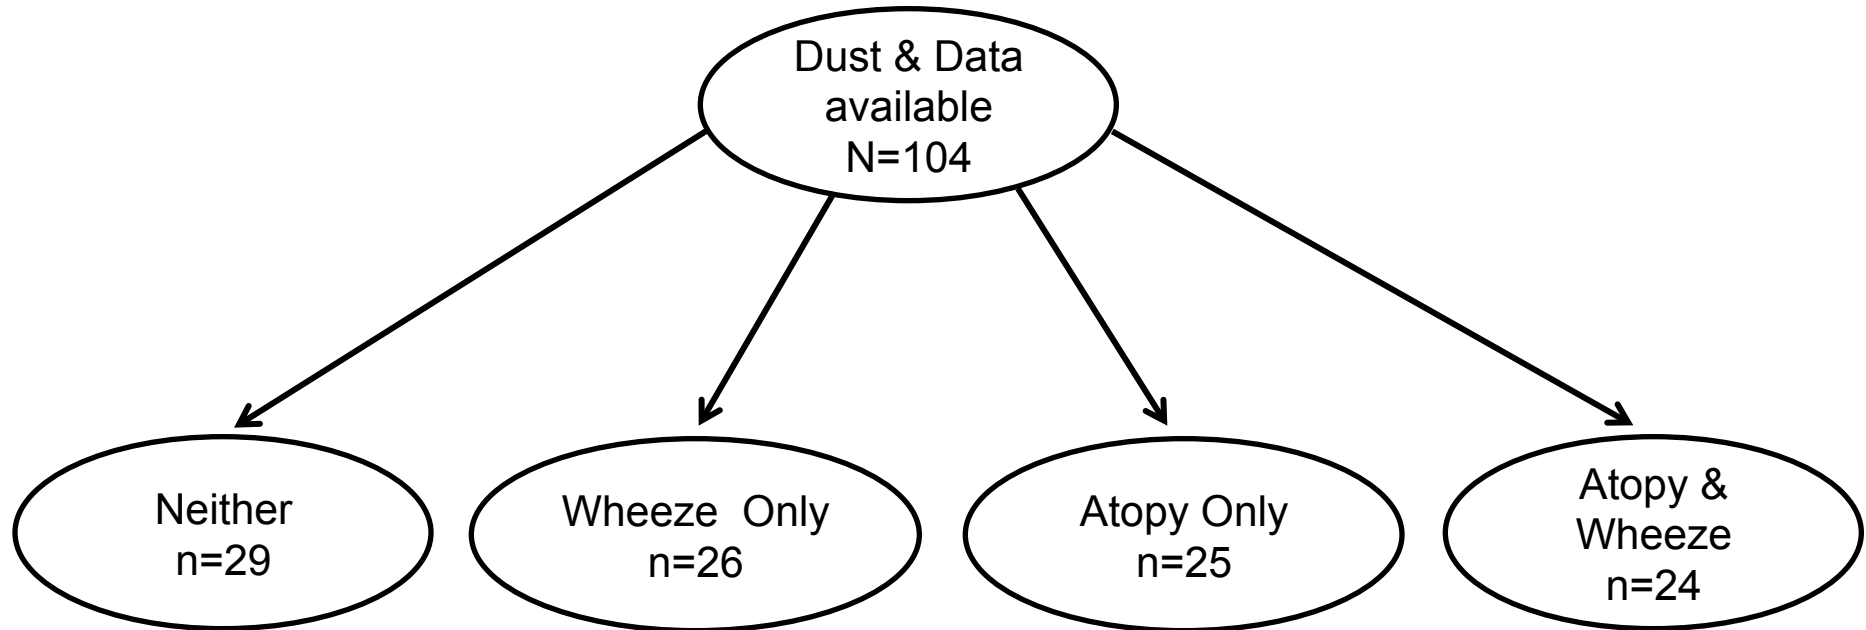 Dust & Data
available
N=104
Neither
n=29
Wheeze Only
n=26
Atopy Only
n=25
Atopy &
Wheeze
n=24